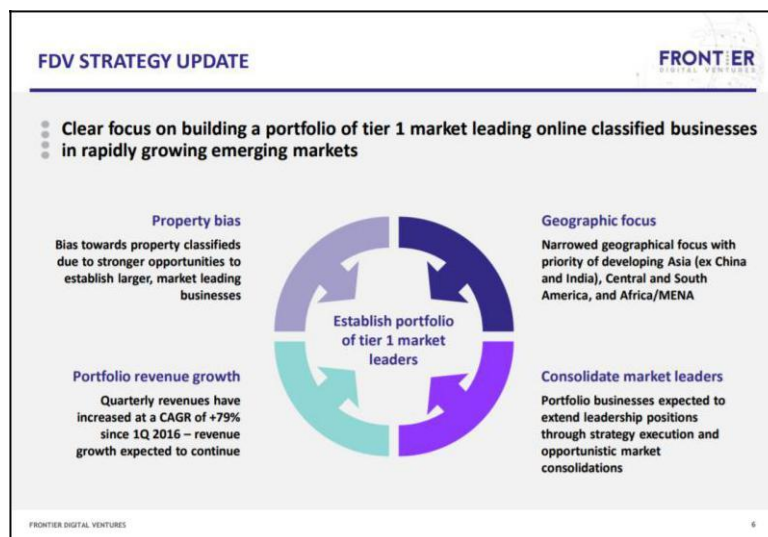 FDV STRATEGY UPDATE
FRONTIER
DIGITAL VENTURES
Clear focus on building a portfolio of tier 1 market leading online classified businesses
in rapidly growing emerging markets
Property bias
Bias towards property classifieds
due to stronger opportunities to
establish larger, market leading
businesses
Geographic focus
Narrowed geographical focus with
priority of developing Asia (ex China
and India), Central and South
America, and Africa/MENA
Establish portfolio
of tier 1 market
leaders
Portfolio revenue growth
Quarterly revenues have
increased at a CAGR of +79%
since 1Q 2016 – revenue
growth expected to continue
Consolidate market leaders
Portfolio businesses expected to
extend leadership positions
through strategy execution and
opportunistic market
consolidations
FRONTIER DIGITAL VENTURES
6